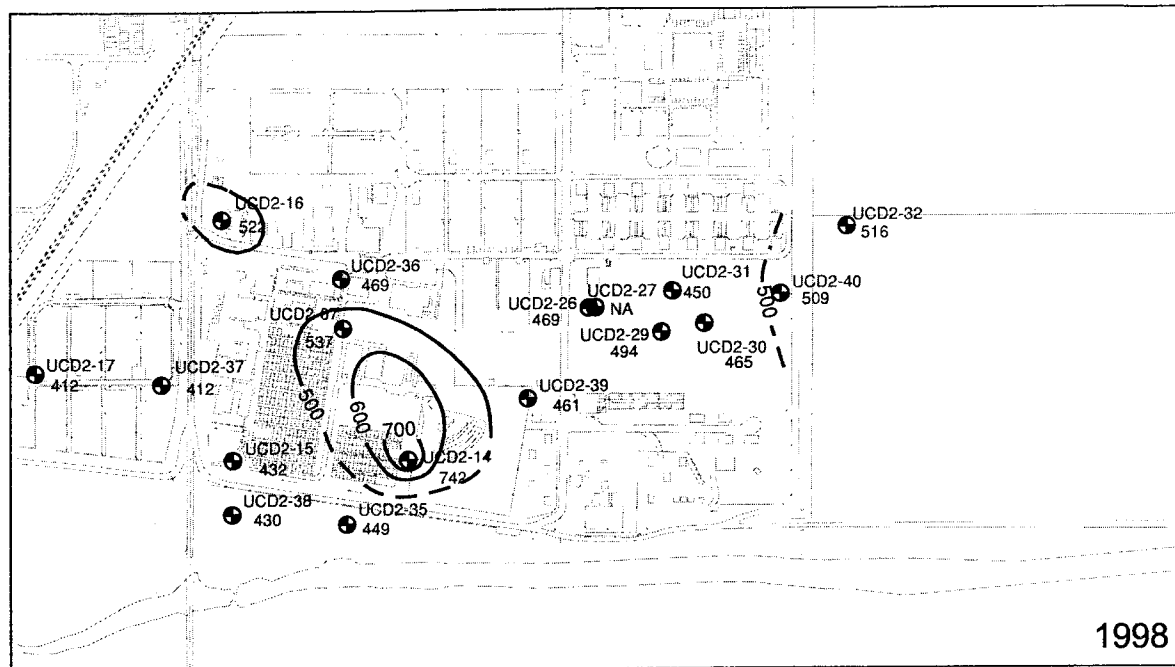 UCD2-16
522
UCD2-32
516
UCD2-36
469
UCD2-31
450
UCD2-27
NA
UCD2-40
509
500
UCD2-26
469
UCD2-07
537
UCD2-29
494
UCD2-30
465
UCD2-17
412
UCD2-37
412
UCD2-39
461
500
600
700
UCD2-15
432
UCD2-14
742
UCD2-38
430
UCD2-35
449
1998